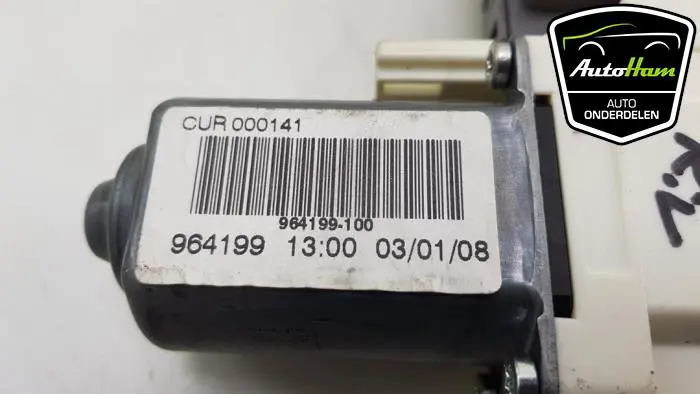 CUR 000141
964199-100
964199 13:00 03/01/08
AutoHam
AUTO
ONDERDELEN
R.L